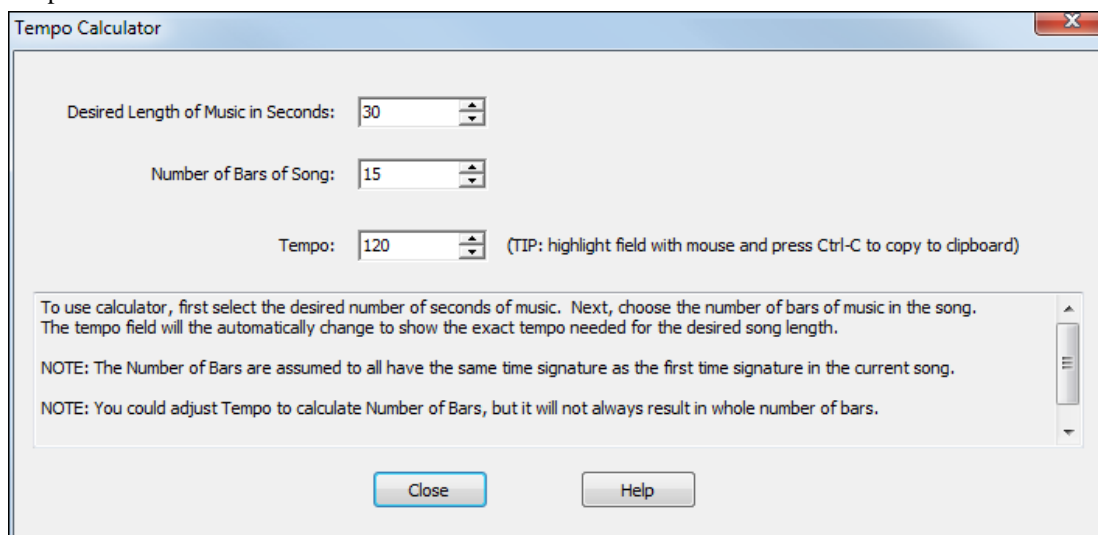 Tempo Calculator
Desired Length of Music in Seconds: 30
Number of Bars of Song: 15
Tempo: 120 (TIP: highlight field with mouse and press Ctrl-C to copy to clipboard)
To use calculator, first select the desired number of seconds of music.  Next, choose the number of bars of music in the song.
The tempo field will the automatically change to show the exact tempo needed for the desired song length.
NOTE: The Number of Bars are assumed to all have the same time signature as the first time signature in the current song.
NOTE: You could adjust Tempo to calculate Number of Bars, but it will not always result in whole number of bars.
Close Help